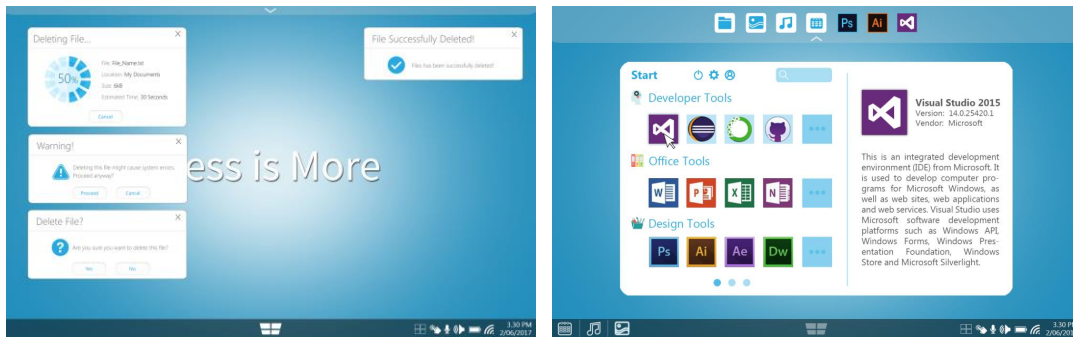 Deleting File...
50%
File: File_Name.txt
Location: My Documents
Size: 6kB
Estimated Time: 30 Seconds
Cancel
File Successfully Deleted!
Files has been successfully deleted!
Warning!
Deleting this file might cause system errors.
Proceed anyway?
Proceed
Cancel
ess is More
Delete File?
Are you sure you want to delete this file?
Yes
No
3.30 PM
2/06/2017
Ps
Ai
Start
Developer Tools
Office Tools
W
P
X
N
Design Tools
Ps
Ai
Ae
Dw
Visual Studio 2015
Version: 14.0.25420.1
Vendor: Microsoft
This is an integrated development
environment (IDE) from Microsoft. It
is used to develop computer pro-
grams for Microsoft Windows, as
well as web sites, web applications
and web services. Visual Studio uses
Microsoft software development
platforms such as Windows API,
Windows Forms, Windows Pres-
entation Foundation, Windows
Store and Microsoft Silverlight.
3.30 P
2/06/201